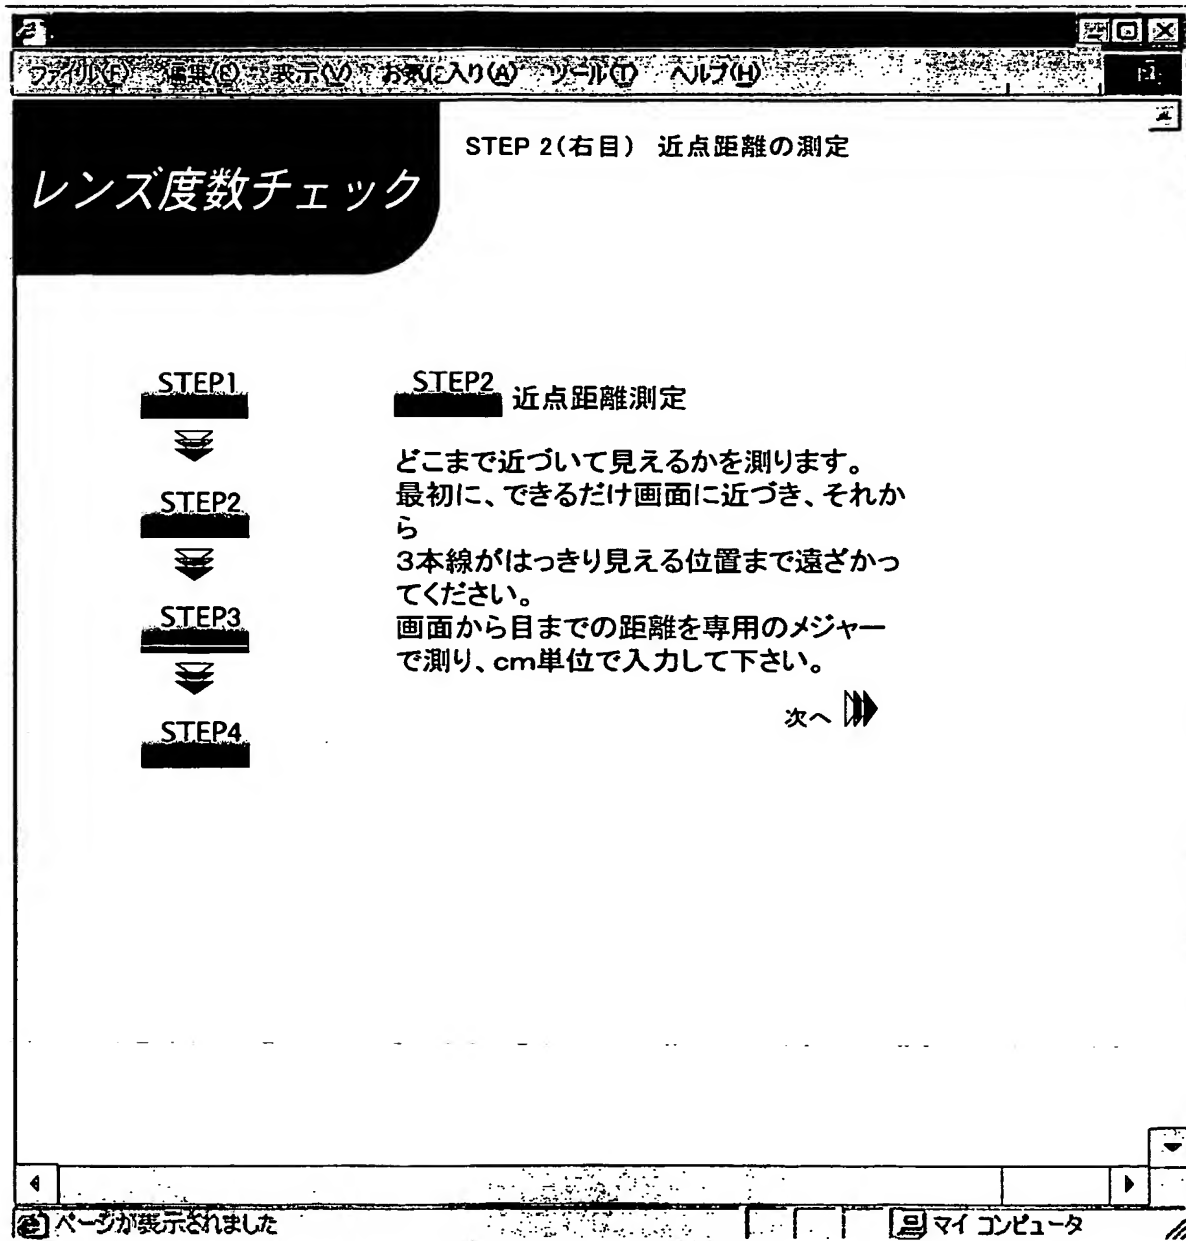 ファイル(F) 編集(E) 表示(V) お気に入り(A) ツール(T) ヘルプ(H)
レンズ度数チェック
STEP 2(右目) 近点距離の測定
STEP1
STEP2
STEP3
STEP4
STEP2 近点距離測定
どこまで近づいて見えるかを測ります。
最初に、できるだけ画面に近づき、それか
ら
3本線がはっきり見える位置まで遠ざかっ
てください。
画面から目までの距離を専用のメジャー
で測り、cm単位で入力して下さい。
次へ
ページが表示されました
マイ コンピュータ